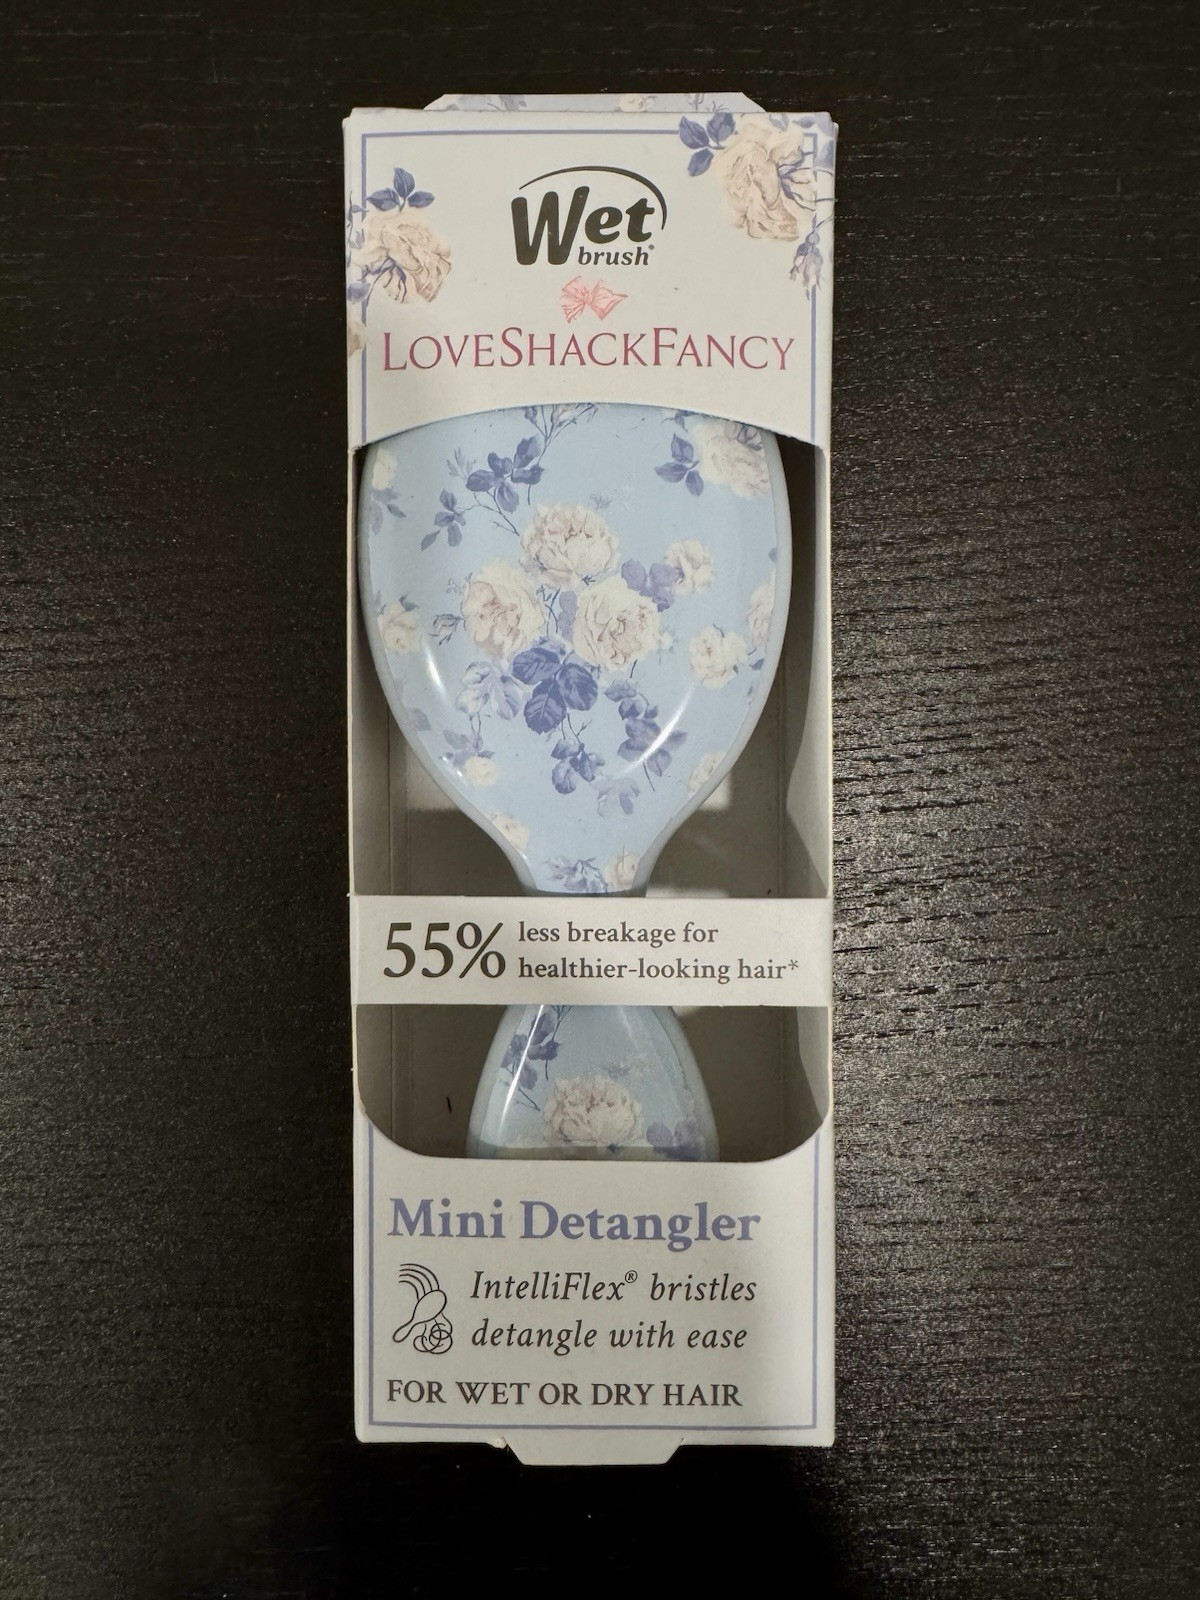 Wet
brush®
LOVESHACKFANCY
55% less breakage for
healthier-looking hair*
Mini Detangler
IntelliFlex® bristles
detangle with ease
FOR WET OR DRY HAIR